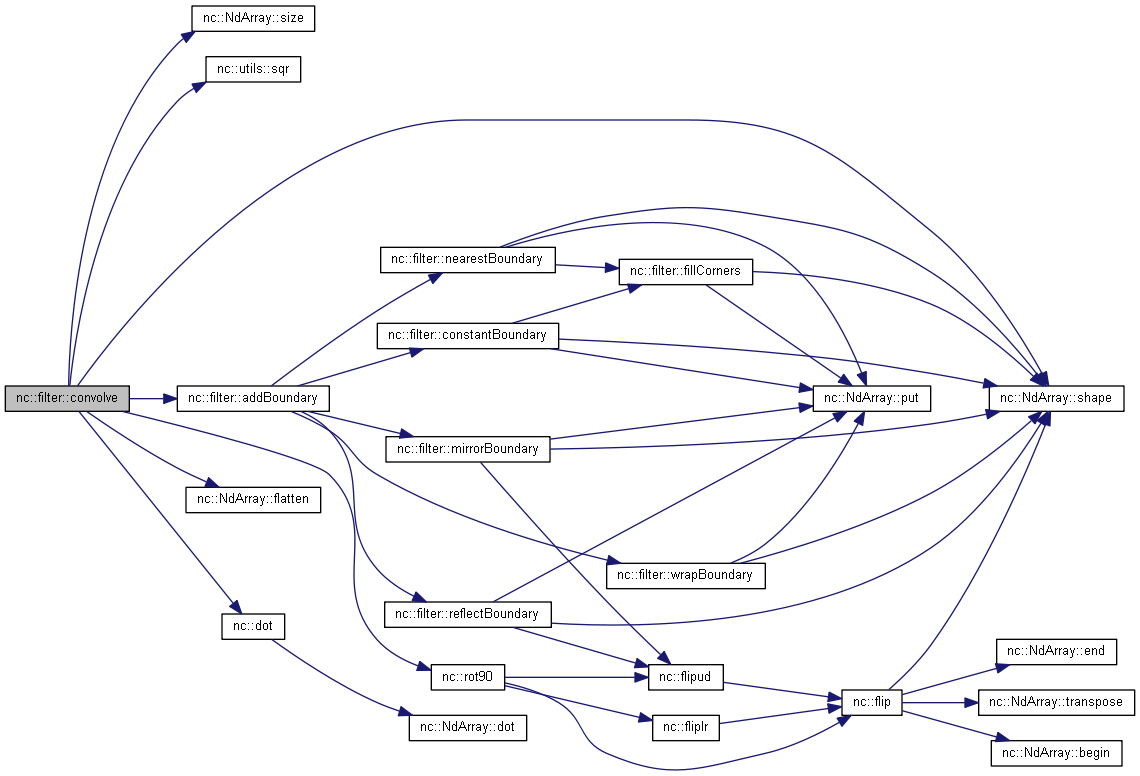 nc::NdArray::size
nc::utils::sqr
nc::filter::nearestBoundary
nc::filter::fillCorners
nc::filter::constantBoundary
nc::filter::convolve
nc::filter::addBoundary
nc::NdArray::put
nc::NdArray::shape
nc::filter::mirrorBoundary
nc::NdArray::flatten
nc::filter::wrapBoundary
nc::filter::reflectBoundary
nc::dot
nc::NdArray::end
nc::rot90
nc::flipud
nc::flip
nc::NdArray::transpose
nc::NdArray::dot
nc::fliplr
nc::NdArray::begin